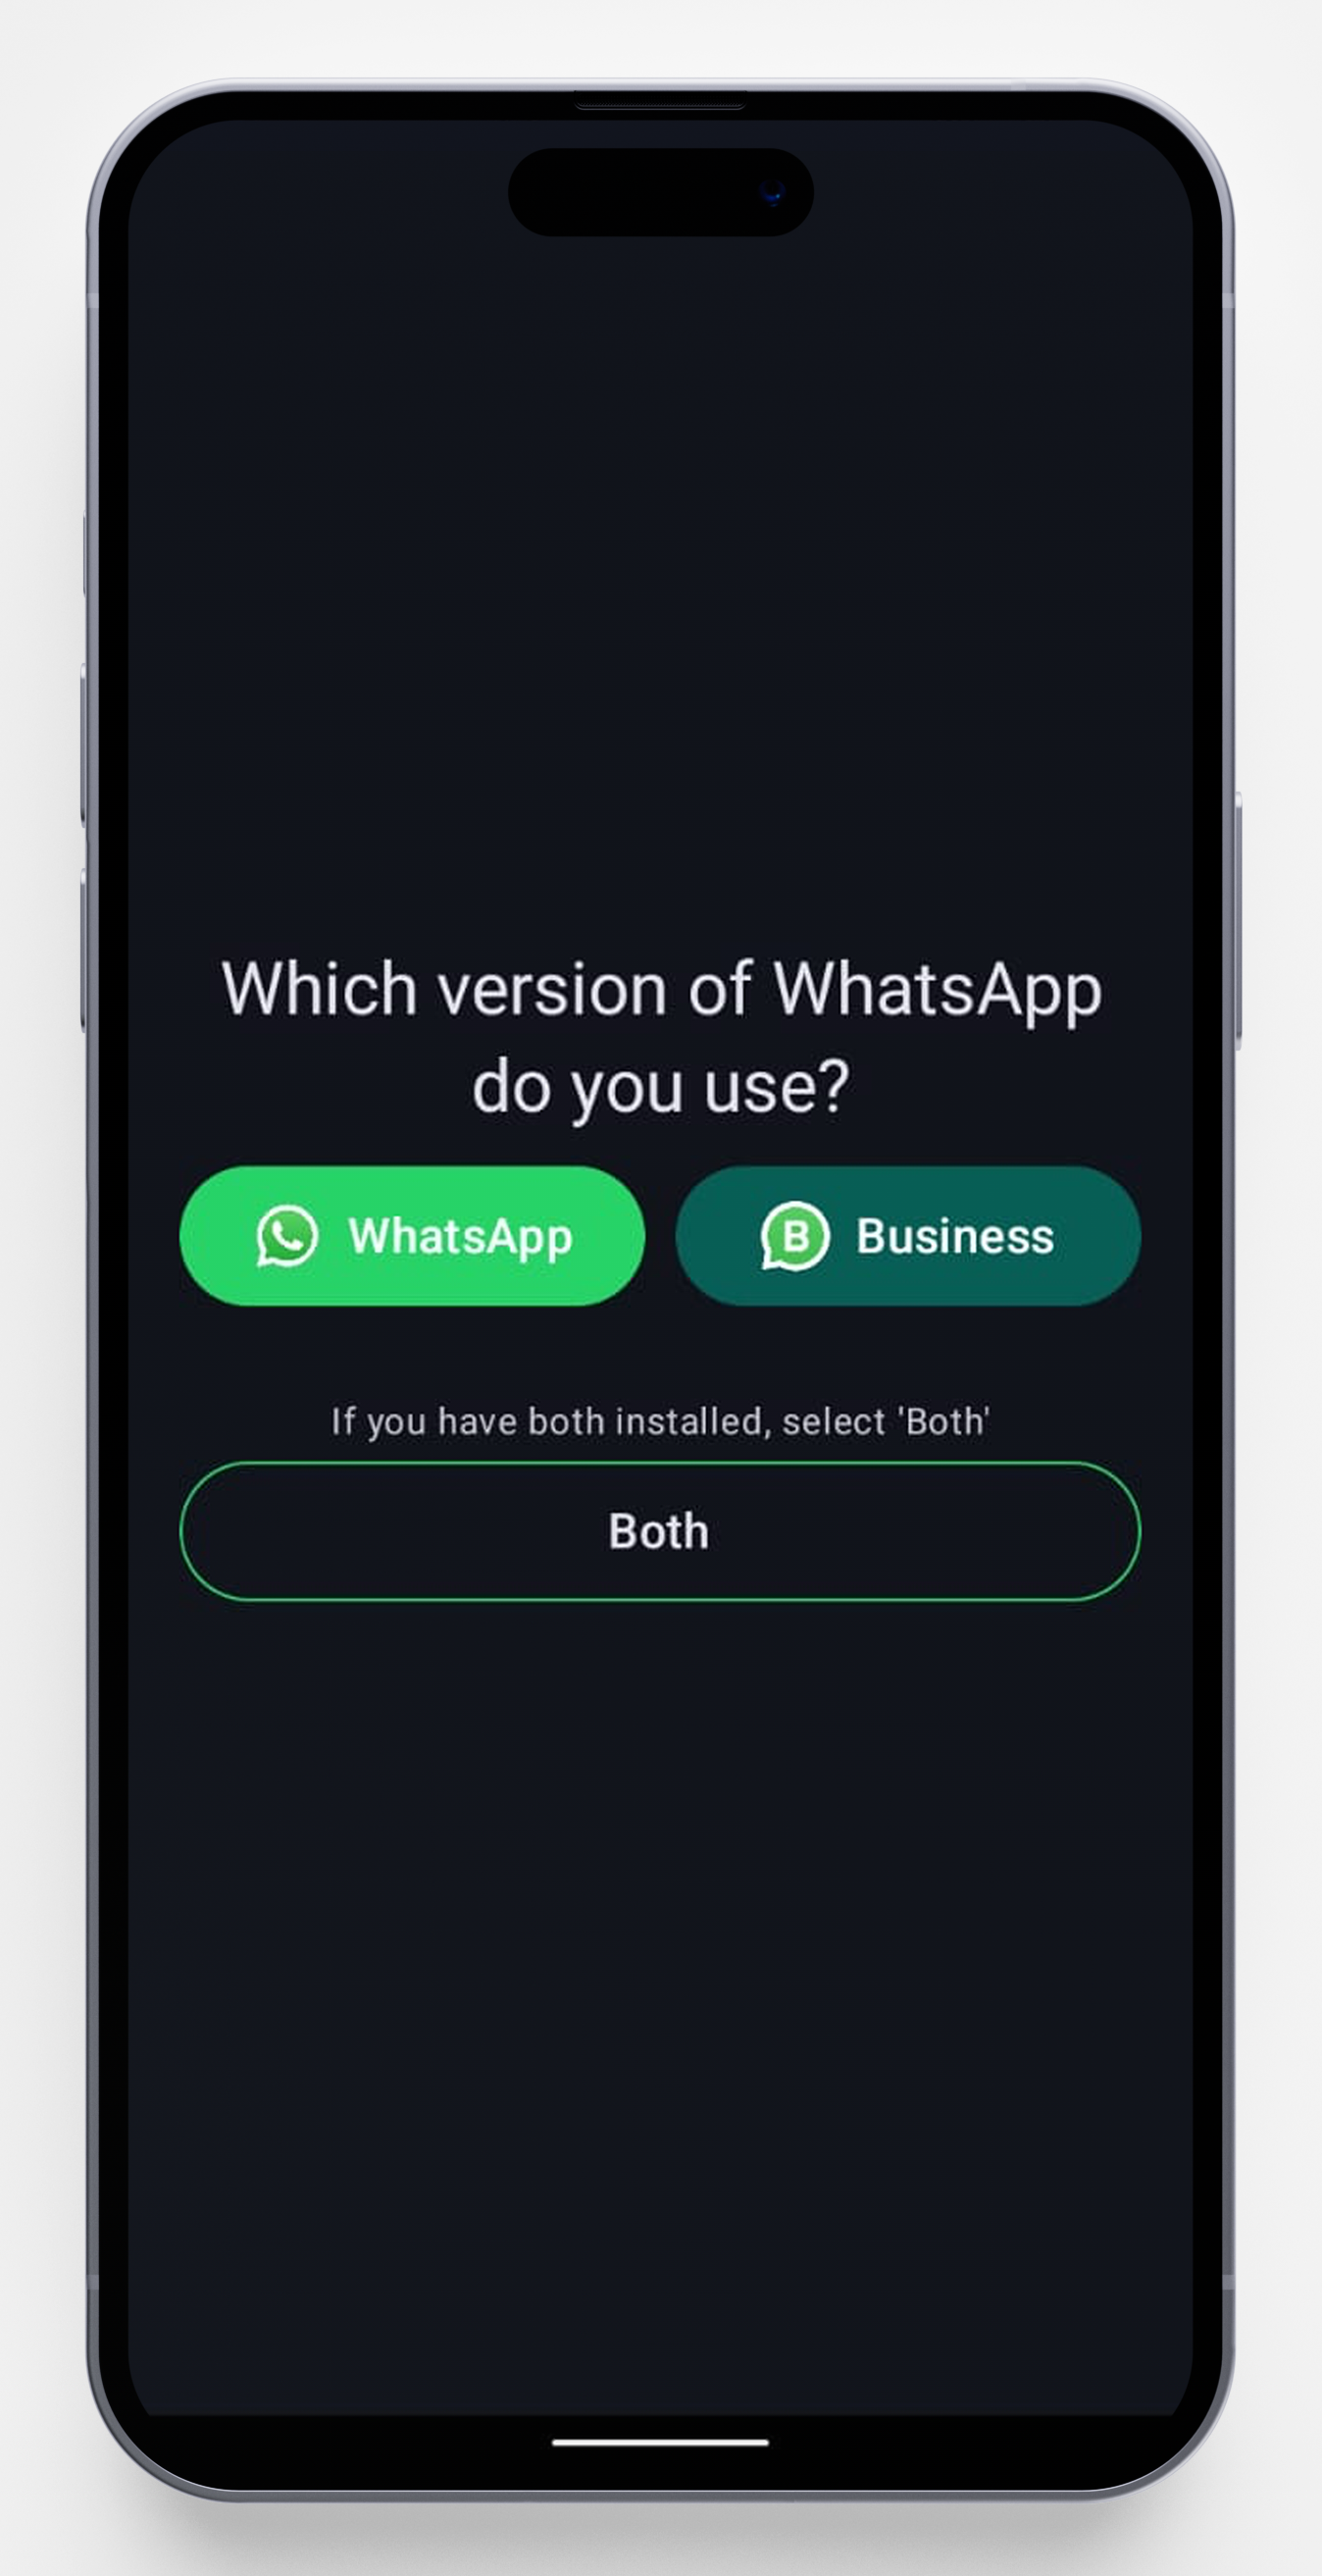 Which version of WhatsApp
do you use?
WhatsApp
B Business
If you have both installed, select 'Both'
Both